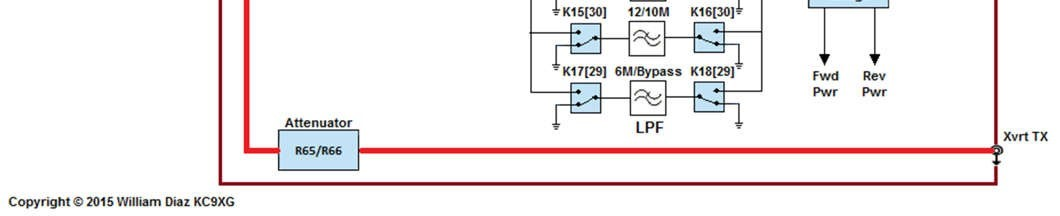 K15[30] 12/10M K16[30]
K17[29] 6M/Bypass K18[29]
LPF
Fwd Rev
Pwr Pwr
Attenuator
R65/R66
Xvrt TX
Copyright © 2015 William Diaz KC9XG